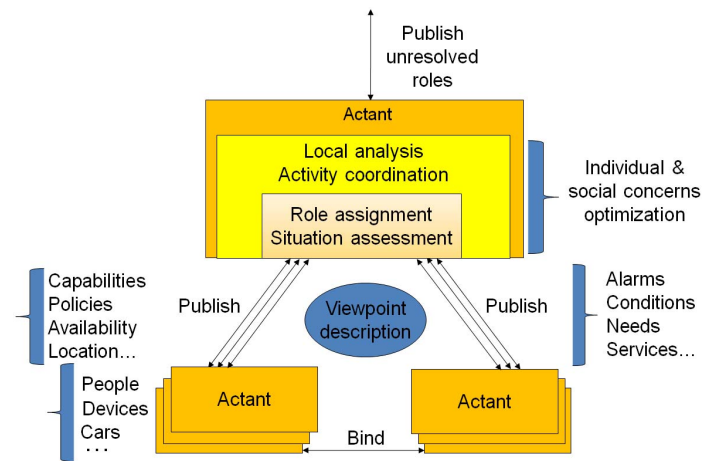 Publish
unresolved
roles
Actant
Local analysis
Activity coordination
Role assignment
Situation assessment
Individual &
social concerns
optimization
Capabilities
Policies
Availability
Location…
Publish
Viewpoint
description
Publish
Alarms
Conditions
Needs
Services…
People
Devices
Cars
…
Actant
Bind
Actant